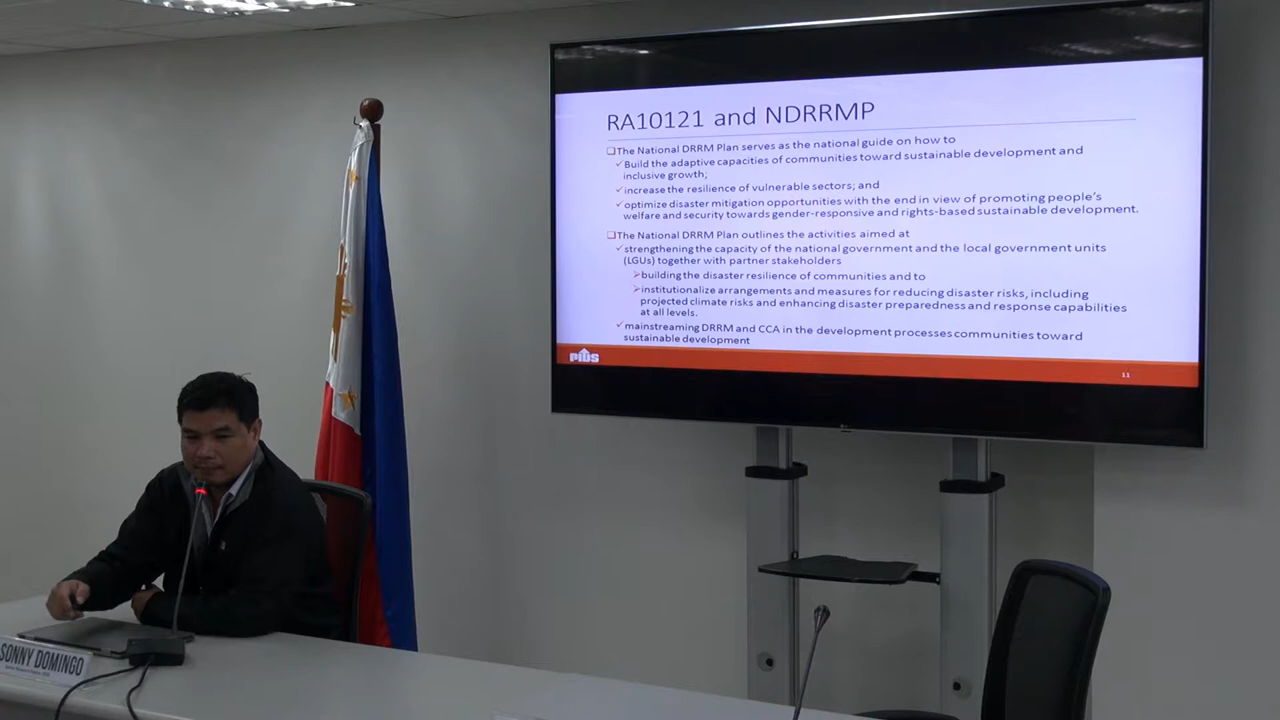 RA10121 and NDRRMP
The National DRRM Plan serves as the national guide on how to
Build the adaptive capacities of communities toward sustainable development and
inclusive growth;
increase the resilience of vulnerable sectors; and
optimize disaster mitigation opportunities with the end in view of promoting people's
welfare and security towards gender-responsive and rights-based sustainable development.
The National DRRM Plan outlines the activities aimed at
strengthening the capacity of the national government and the local government units
(LGUs) together with partner stakeholders
building the disaster resilience of communities and to
institutionalize arrangements and measures for reducing disaster risks, including
projected climate risks and enhancing disaster preparedness and response capabilities
at all levels.
mainstreaming DRRM and CCA in the development processes communities toward
sustainable development
PIDS
11
SONNY DOMINGO